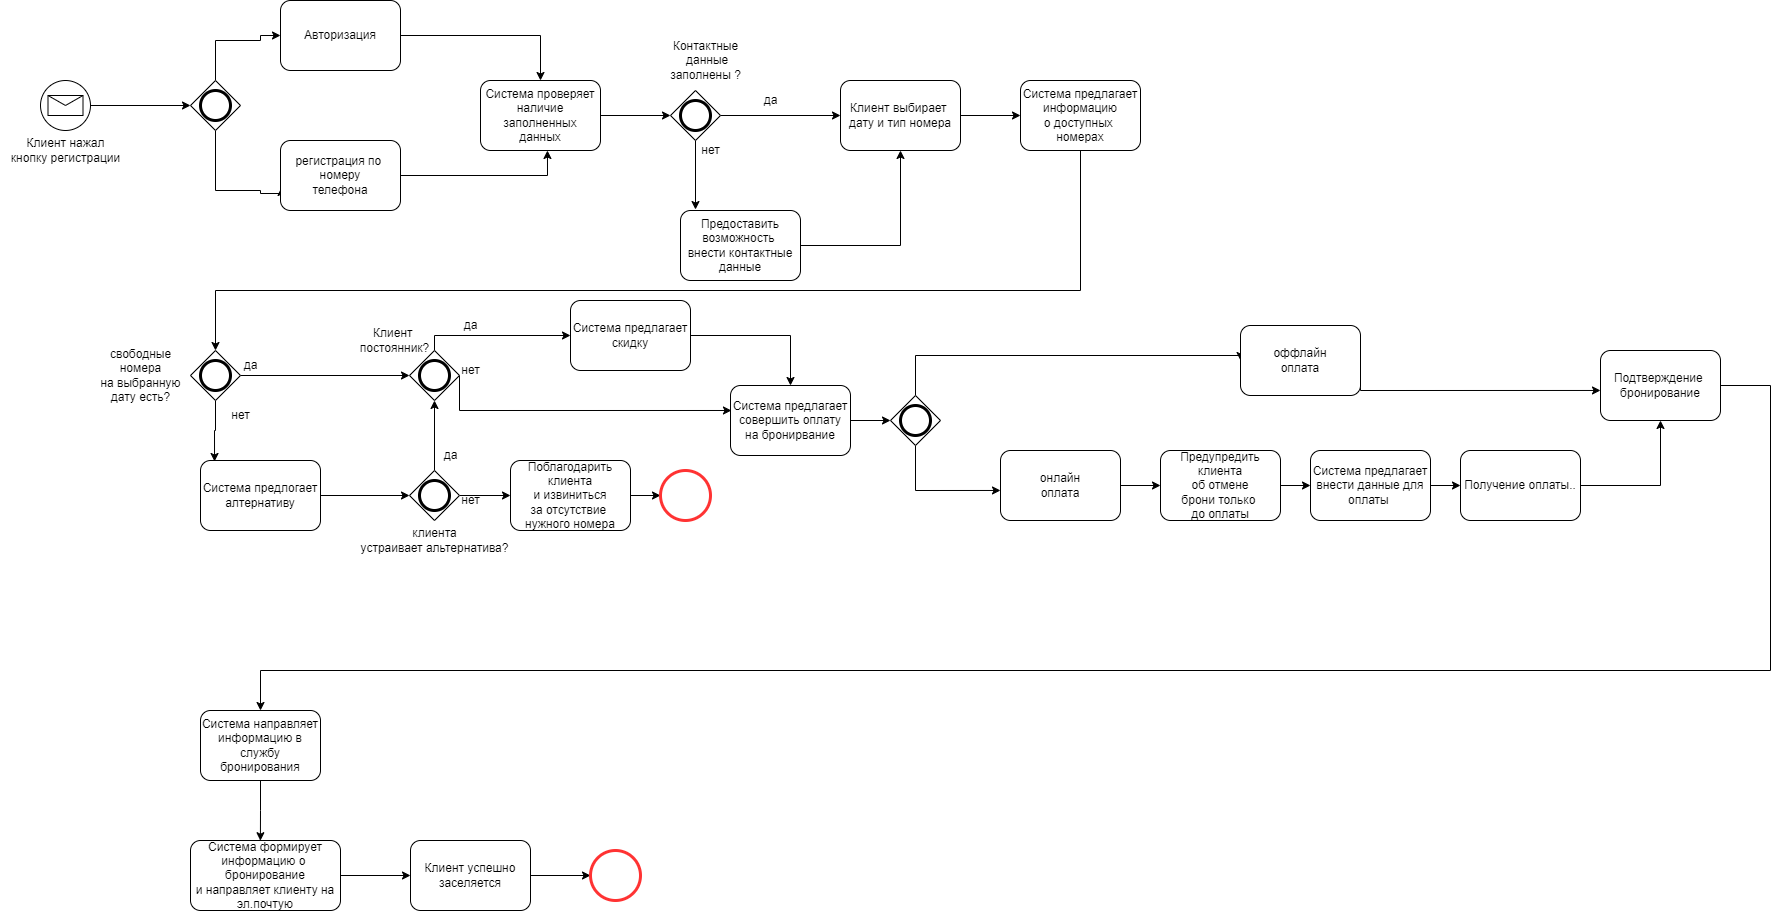 Авторизация
Клиент нажал
кнопку регистрации
регистрация по
номеру
телефона
Система проверяет
наличие
заполненных
данных
Контактные
данные
заполнены ?
да
нет
Предоставить
возможность
внести контактные
данные
Клиент выбирает
дату и тип номера
Система предлагает
информацию
о доступных
номерах
свободные
номера
на выбранную
дату есть?
да
нет
Клиент
постоянник?
да
нет
Система предлагает
скидку
Система предлогает
алтернативу
да
нет
клиента
устраивает альтернатива?
Поблагодарить
клиента
и извиниться
за отсутствие
нужного номера
Система предлагает
совершить оплату
на бронирвание
оффлайн
оплата
онлайн
оплата
Предупредить
клиента
об отмене
брони только
до оплаты
Система предлагает
внести данные для
оплаты
Получение оплаты..
Подтверждение
бронирование
Система направляет
информацию в
службу
бронирования
Система формирует
информацию о
бронирование
и направляет клиенту на
эл.почтую
Клиент успешно
заселяется